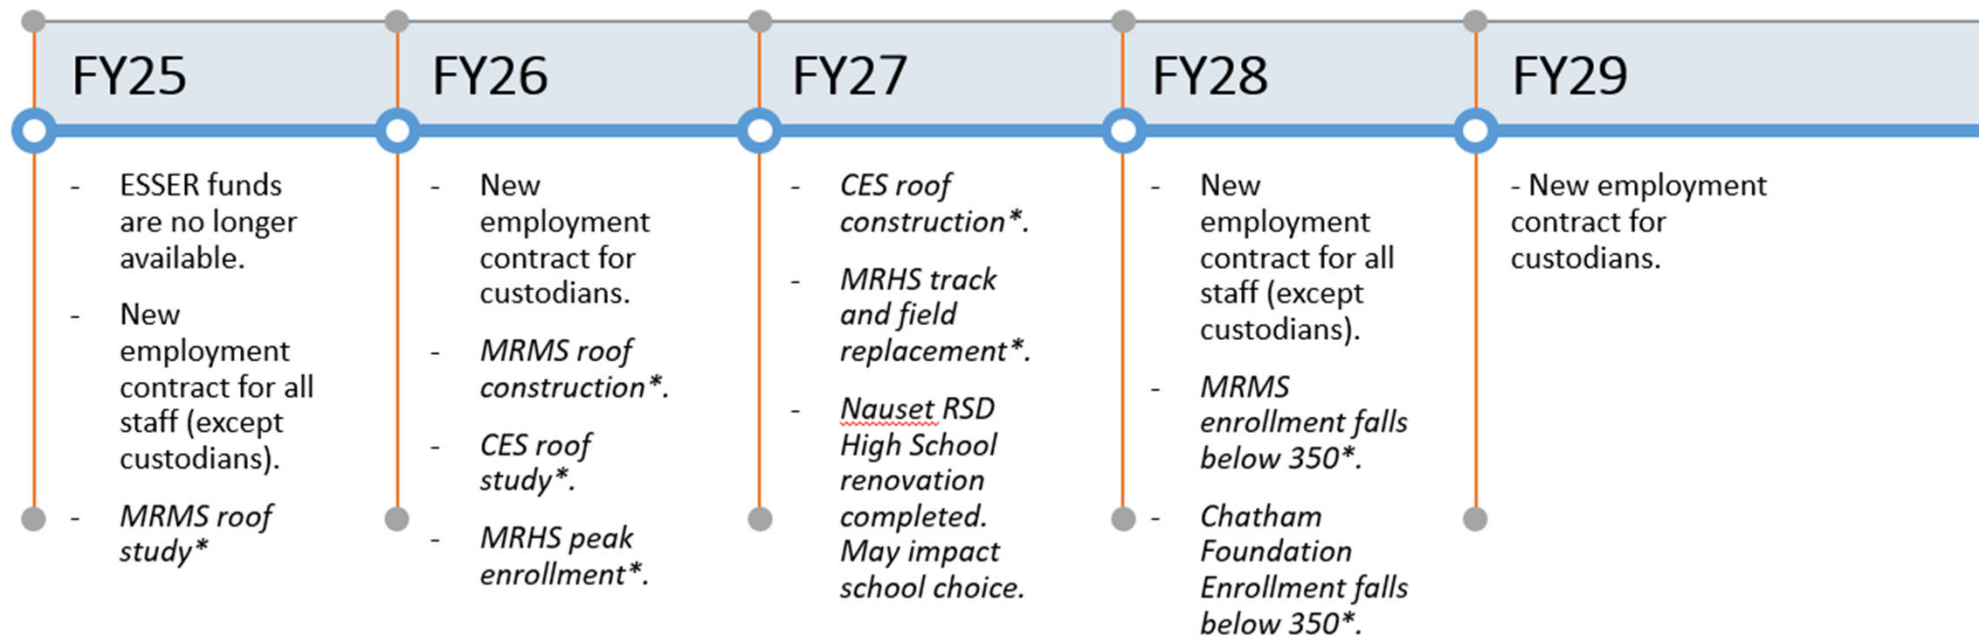 FY25
- ESSER funds
are no longer
available.
- New
employment
contract for all
staff (except
custodians).
- MRMS roof
study*
FY26
- New
employment
contract for
custodians.
- MRMS roof
construction*.
- CES roof
study*.
- MRHS peak
enrollment*.
FY27
- CES roof
construction*.
- MRHS track
and field
replacement*.
- Nauset RSD
High School
renovation
completed.
May impact
school choice.
FY28
- New
employment
contract for all
staff (except
custodians).
- MRMS
enrollment falls
below 350*.
- Chatham
Foundation
Enrollment falls
below 350*.
FY29
- New employment
contract for
custodians.